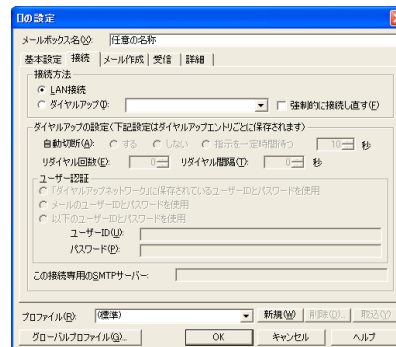 口の設定
メールボックス名(X): 任意の名称
基本設定 接続 メール作成 受信 詳細
接続方法
LAN接続
ダイヤルアップ(I): 強制的に接続し直す(F)
ダイヤルアップの設定(下記設定はダイヤルアップエントリごとに保存されます)
自動切断(A): する しない 指示を一定時間待つ 10 秒
リダイヤル回数(E): 0 リダイヤル間隔(T): 0 秒
ユーザー認証
「ダイヤルアップネットワーク」に保存されているユーザーIDとパスワードを使用
メールのユーザーIDとパスワードを使用
以下のユーザーIDとパスワードを使用
ユーザーID(U):
パスワード(P):
この接続専用のSMTPサーバー:
プロファイル(R): (標準) 新規(W) 削除(D)... 取込(Y)
グローバルプロファイル(G)... OK キャンセル ヘルプ